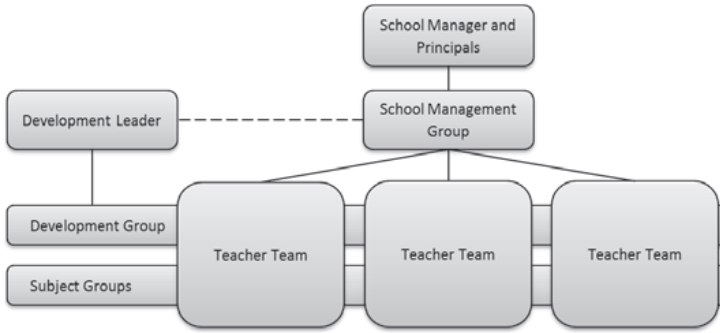 School Manager and
Principals
Development Leader
School Management
Group
Development Group
Subject Groups
Teacher Team
Teacher Team
Teacher Team